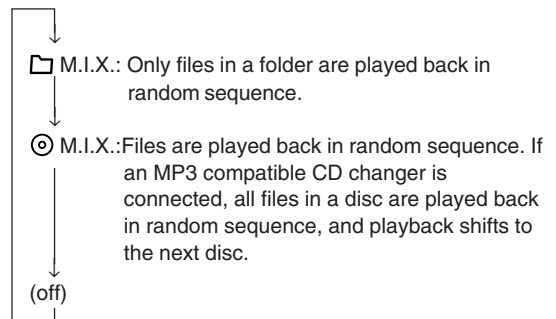 M.I.X.: Only files in a folder are played back in
random sequence.
M.I.X.:Files are played back in random sequence. If
an MP3 compatible CD changer is
connected, all files in a disc are played back
in random sequence, and playback shifts to
the next disc.
(off)